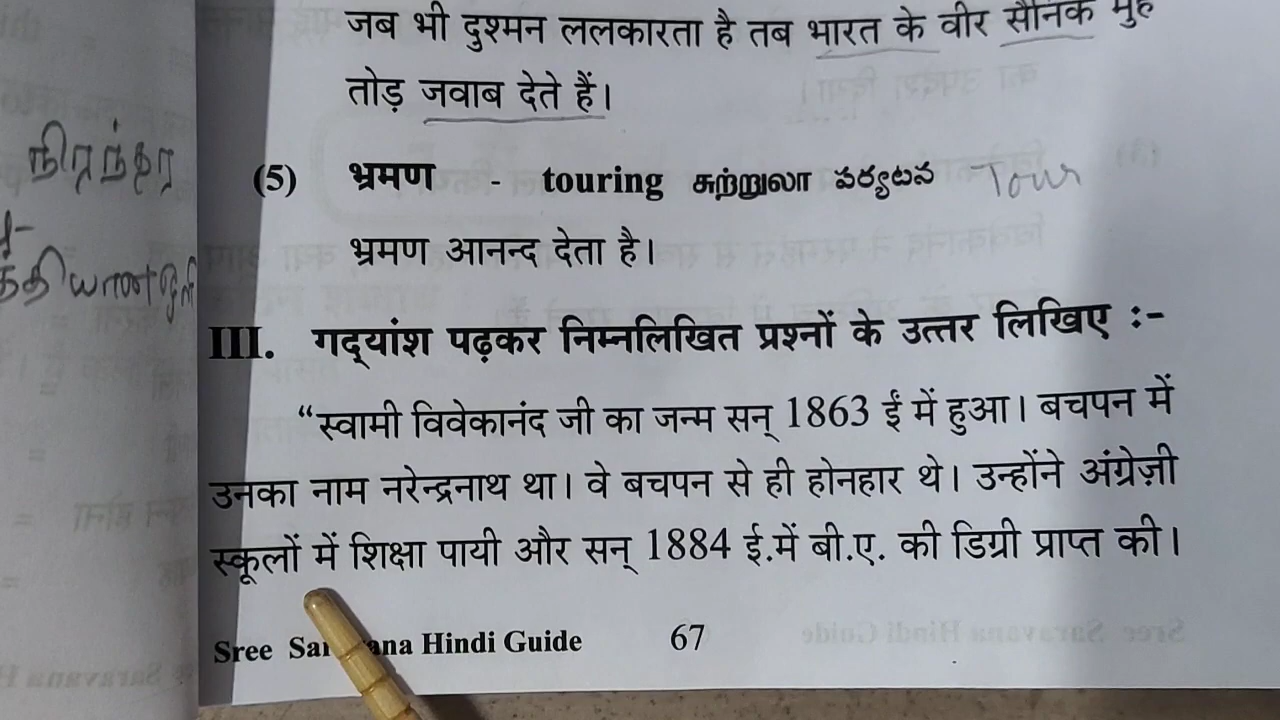 जब भी दुश्मन ललकारता है तब भारत के वीर सैनिक मुँह
तोड़ जवाब देते हैं।
(5) भ्रमण - touring சுற்றுலா పర్యటన Tour
भ्रमण आनन्द देता है।
III. गद्यांश पढ़कर निम्नलिखित प्रश्नों के उत्तर लिखिए :-
“स्वामी विवेकानंद जी का जन्म सन् 1863 ईं में हुआ। बचपन में
उनका नाम नरेन्द्रनाथ था। वे बचपन से ही होनहार थे। उन्होंने अंग्रेज़ी
स्कूलों में शिक्षा पायी और सन् 1884 ई.में बी.ए. की डिग्री प्राप्त की।
Sree Hindi Guide 67
நிரந்தர